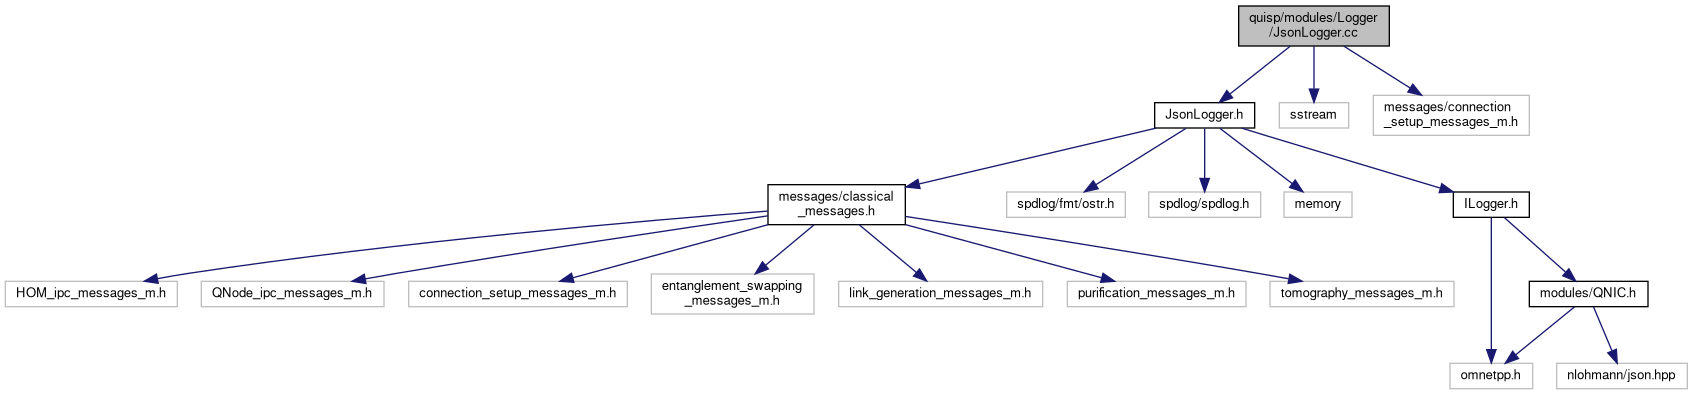 quisp/modules/Logger
/JsonLogger.cc
JsonLogger.h
sstream
messages/connection
_setup_messages_m.h
messages/classical
_messages.h
spdlog/fmt/ostr.h
spdlog/spdlog.h
memory
ILogger.h
HOM_ipc_messages_m.h
QNode_ipc_messages_m.h
connection_setup_messages_m.h
entanglement_swapping
_messages_m.h
link_generation_messages_m.h
purification_messages_m.h
tomography_messages_m.h
modules/QNIC.h
omnetpp.h
nlohmann/json.hpp